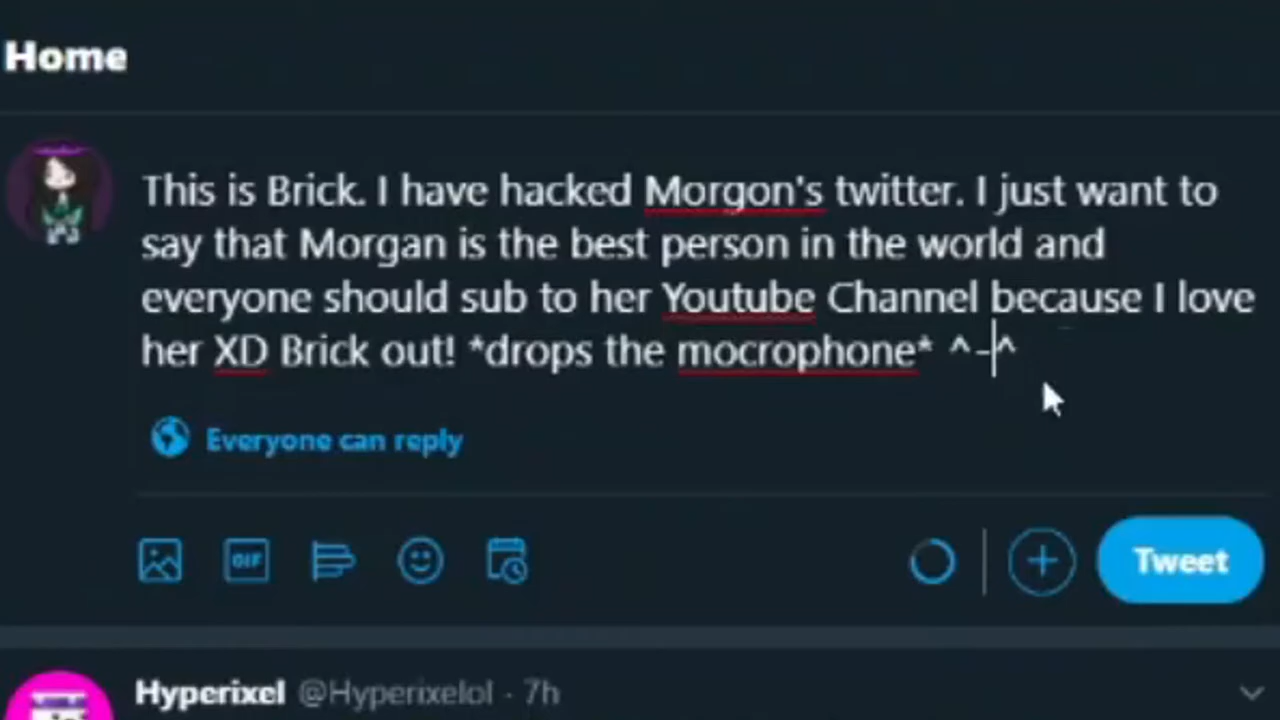 Home
This is Brick. I have hacked Morgon's twitter. I just want to
say that Morgan is the best person in the world and
everyone should sub to her Youtube Channel because I love
her XD Brick out! *drops the mocrophone* ^-^
Everyone can reply
GIF
Tweet
Hyperixel @Hyperixelol · 7h